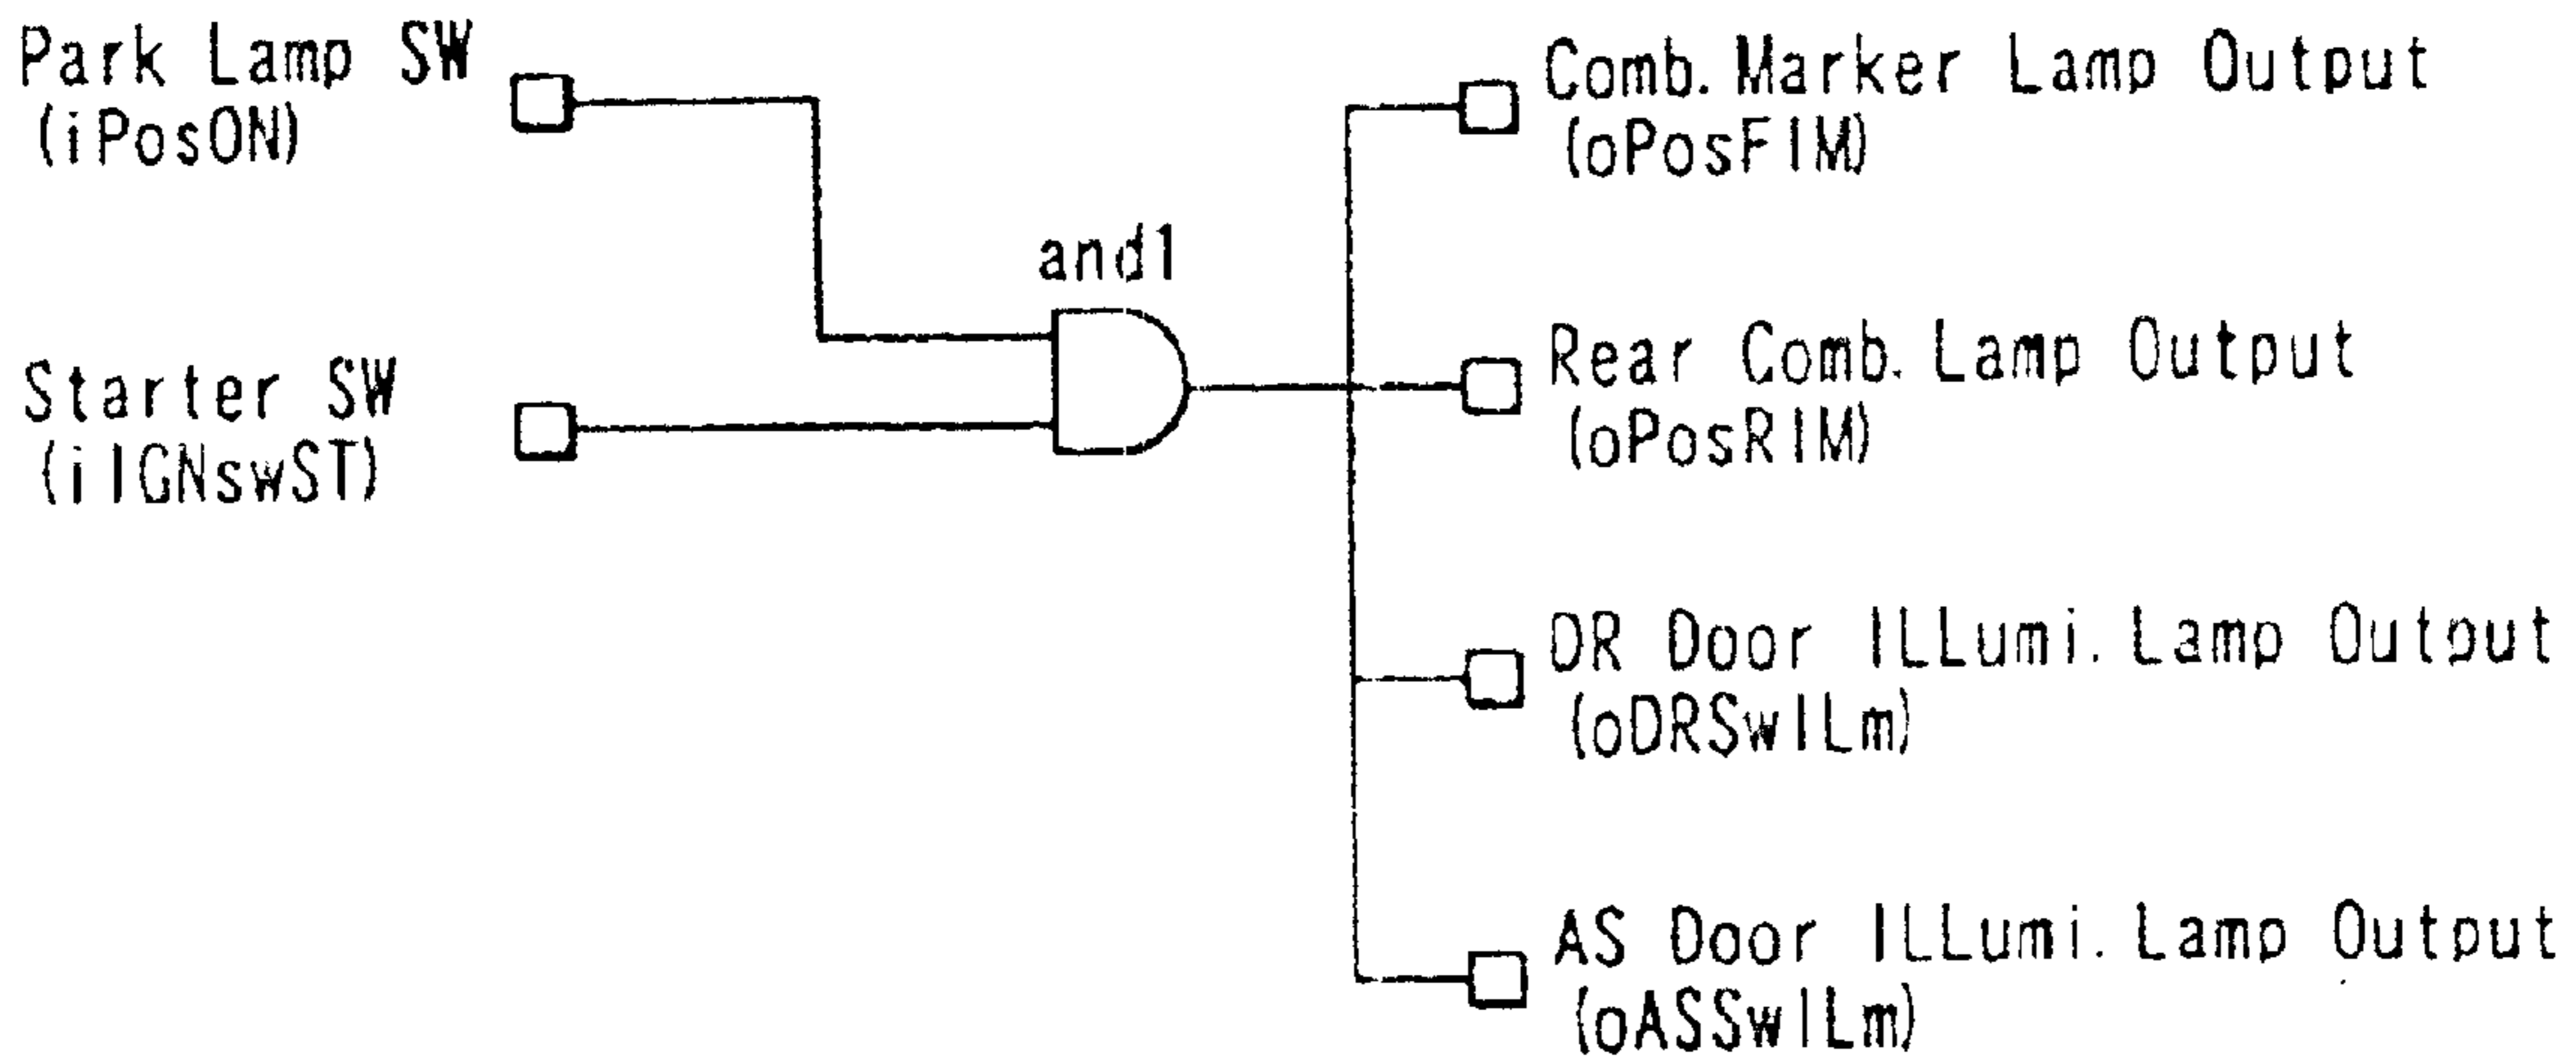 Park Lamp SW
(iPosON)
Starter SW
(iIGNswST)
and1
Comb. Marker Lamp Output
(oPosFIM)
Rear Comb. Lamp Output
(oPosRIM)
DR Door ILLumi. Lamp Output
(oDRSwILm)
AS Door ILLumi. Lamp Output
(oASSwILm)